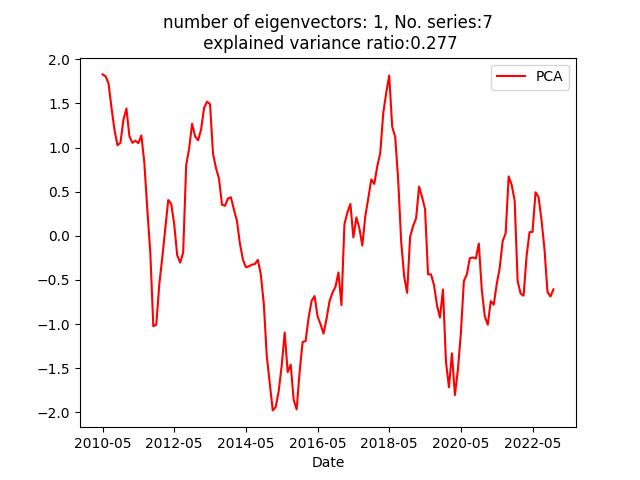 number of eigenvectors: 1, No. series:7
explained variance ratio:0.277
PCA
2.0
1.5
1.0
0.5
0.0
−0.5
−1.0
−1.5
−2.0
2010-05 2012-05 2014-05 2016-05 2018-05 2020-05 2022-05
Date